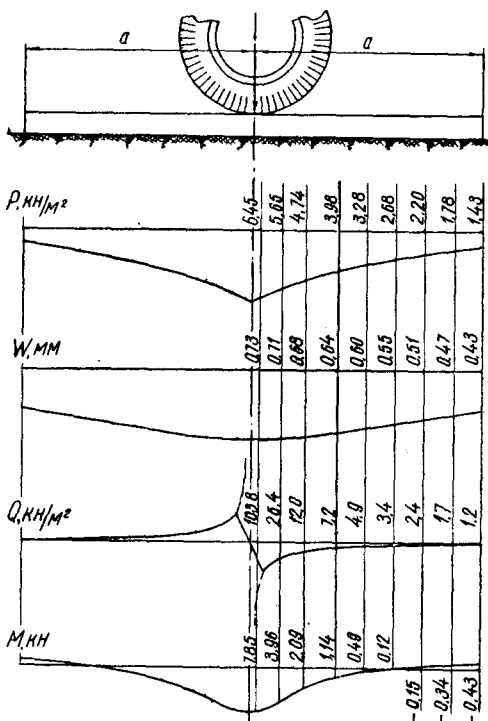 a a
P, кн/м² 6,45 5,65 4,74 3,98 3,28 2,68 2,20 1,78 1,43
W, мм 0,73 0,71 0,68 0,64 0,60 0,55 0,51 0,47 0,43
Q, кн/м² 103,8 26,4 12,0 7,2 4,9 3,4 2,4 1,7 1,2
M, кн 7,85 3,96 2,09 1,14 0,49 0,12
0,15 0,34 0,43